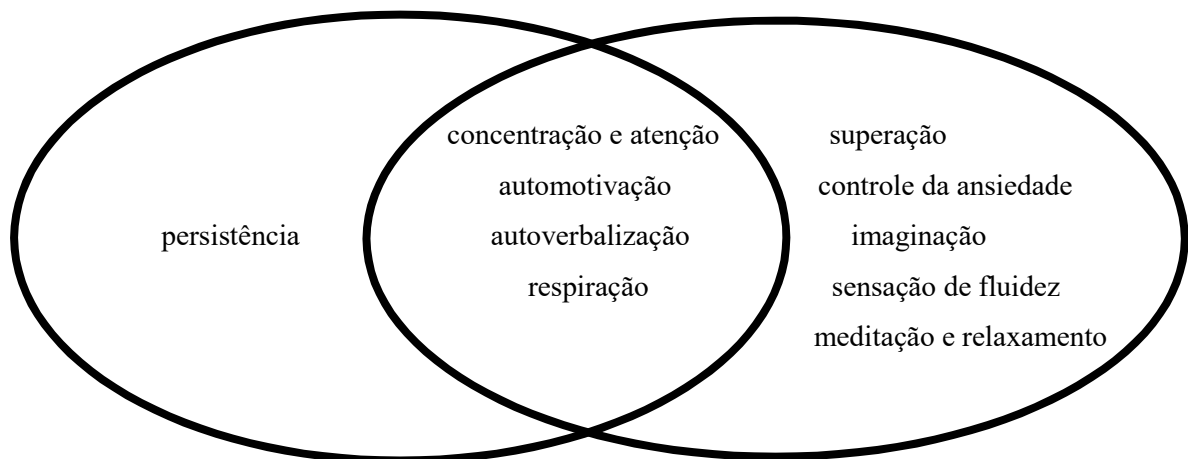 persistência
concentração e atenção
automotivação
autoverbalização
respiração
superação
controle da ansiedade
imaginação
sensação de fluidez
meditação e relaxamento